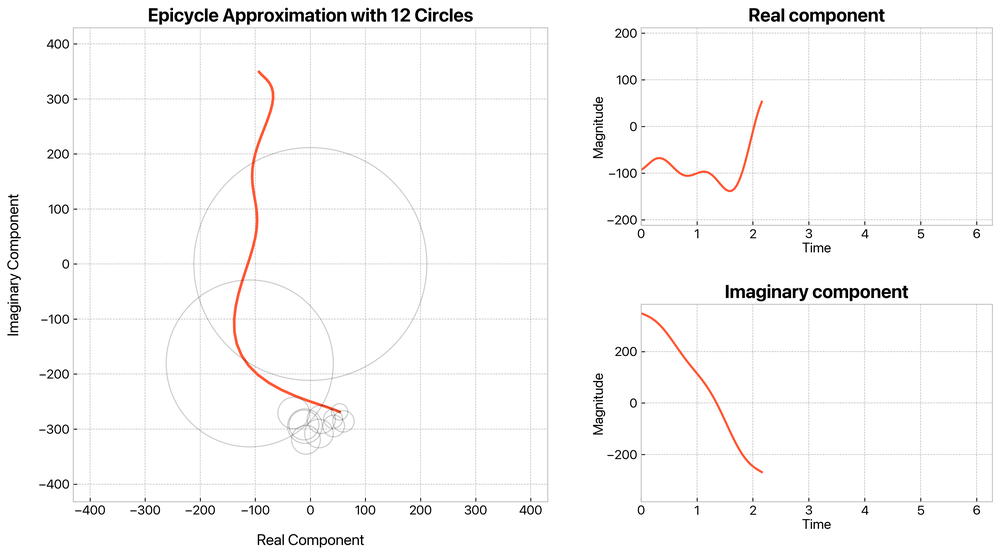 Epicycle Approximation with 12 Circles
Imaginary Component
400
300
200
100
0
−100
−200
−300
−400
−400 −300 −200 −100 0 100 200 300 400
Real Component
Real component
Magnitude
200
100
0
−100
−200
0 1 2 3 4 5 6
Time
Imaginary component
Magnitude
200
0
−200
0 1 2 3 4 5 6
Time